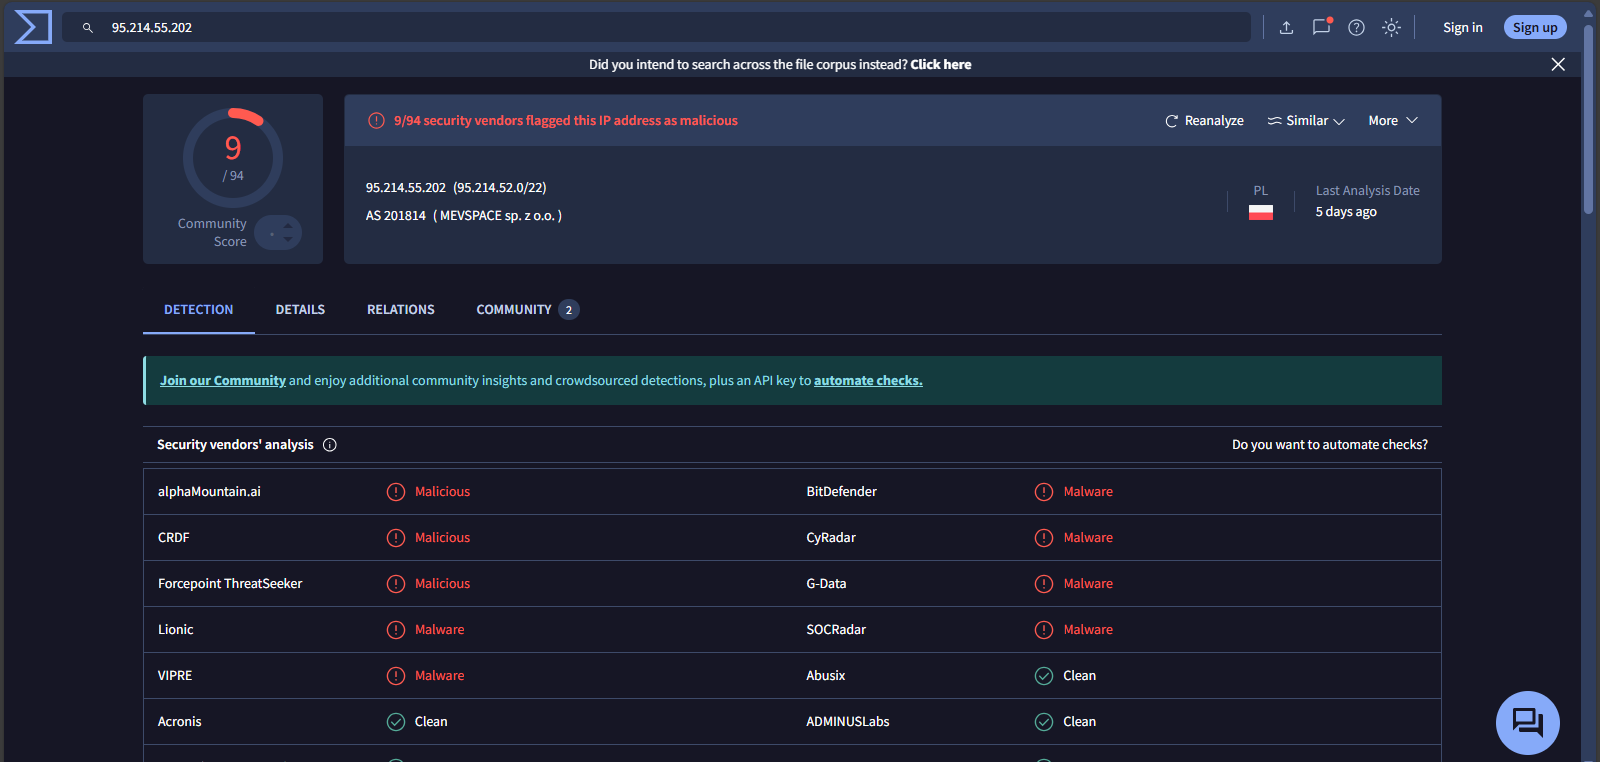 95.214.55.202
Sign in
Sign up
Did you intend to search across the file corpus instead? Click here
9
/ 94
Community
Score
9/94 security vendors flagged this IP address as malicious
Reanalyze
Similar
More
95.214.55.202 (95.214.52.0/22)
AS 201814 ( MEVSPACE sp. z o.o. )
PL
Last Analysis Date
5 days ago
DETECTION
DETAILS
RELATIONS
COMMUNITY 2
Join our Community and enjoy additional community insights and crowdsourced detections, plus an API key to automate checks.
Security vendors' analysis
Do you want to automate checks?
alphaMountain.ai Malicious BitDefender Malware
CRDF Malicious CyRadar Malware
Forcepoint ThreatSeeker Malicious G-Data Malware
Lionic Malware SOCRadar Malware
VIPRE Malware Abusix Clean
Acronis Clean ADMINUSLabs Clean